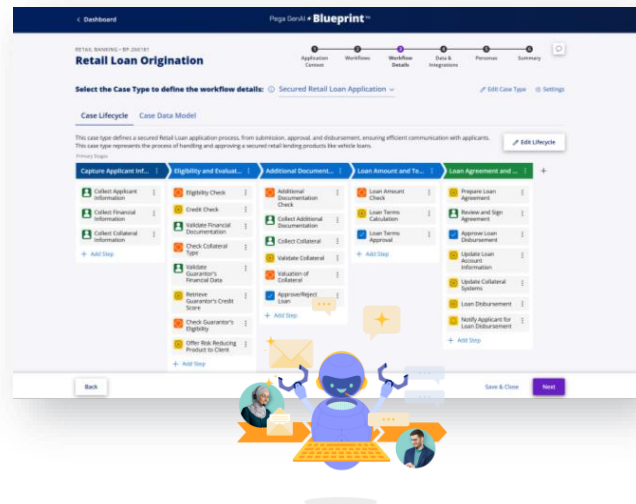 < Dashboard
Pega GenAI Blueprint™
RETAIL BANKING • BP-266181
Retail Loan Origination
Application Context
Workflows
Workflow Details
Data & Integrations
Personas
Summary
Select the Case Type to define the workflow details:
Secured Retail Loan Application
Edit Case Type
Settings
Case Lifecycle
Case Data Model
This case type defines a secured Retail Loan application process, from submission, approval, and disbursement, ensuring efficient communication with applicants.
This case type represents the process of handling and approving a secured retail lending products like vehicle loans.
Edit Lifecycle
Primary Stages
Capture Applicant Inf...
Collect Applicant
Information
Collect Financial
Information
Collect Collateral
Information
+ Add Step
Eligibility and Evaluat...
Eligibility Check
Credit Check
Validate Financial
Documentation
Check Collateral
Type
Validate
Guarantor's
Financial Data
Retrieve
Guarantor's Credit
Score
Check Guarantor's
Eligibility
Offer Risk Reducing
Product to Client
+ Add Step
Additional Document...
Additional
Documentation
Check
Collect Additional
Documentation
Collect Collateral
Validate Collateral
Valuation of
Collateral
Approve/Reject
Loan
+ Add Step
Loan Amount and Te...
Loan Amount
Check
Loan Terms
Calculation
Loan Terms
Approval
+ Add Step
Loan Agreement and ...
Prepare Loan
Agreement
Review and Sign
Agreement
Approve Loan
Disbursement
Update Loan
Account
Information
Update Collateral
Systems
Loan Disbursement
Notify Applicant for
Loan Disbursement
+ Add Step
Back
Save & Close
Next